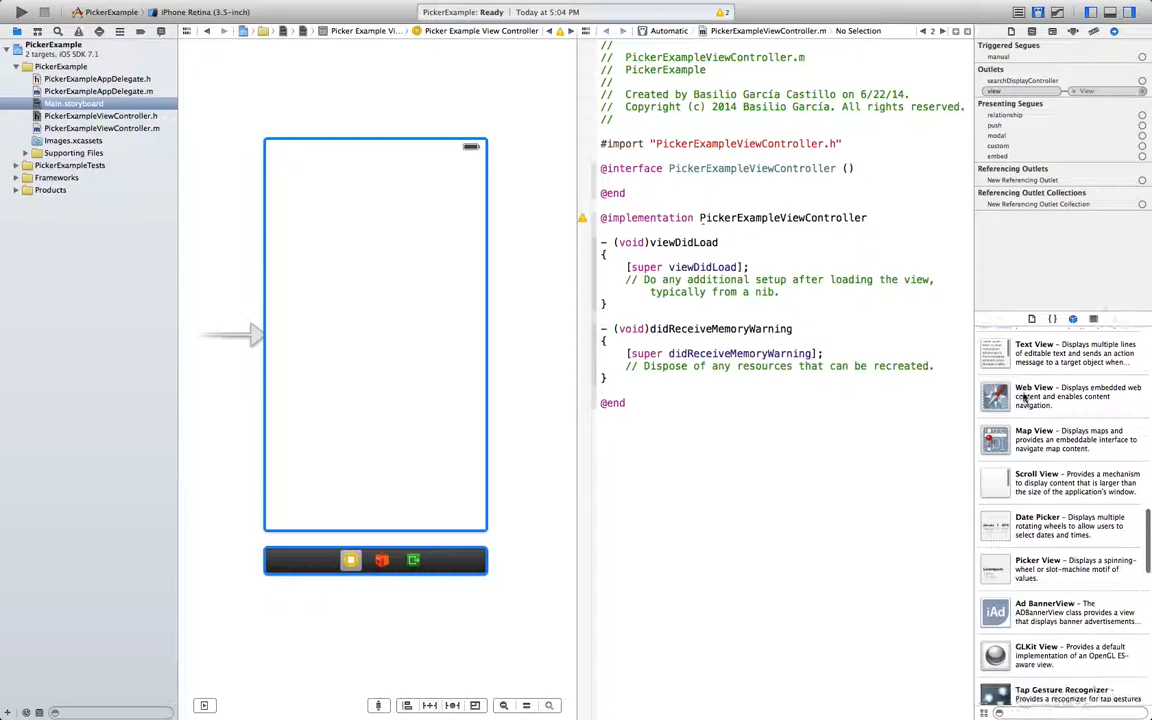 PickerExample
iPhone Retina (3.5-inch)
PickerExample: Ready
Today at 5:04 PM
2
Picker Example View Controller
Automatic
PickerExampleViewController.m
No Selection
2
PickerExample
2 targets, iOS SDK 7.1
PickerExample
PickerExampleAppDelegate.h
PickerExampleAppDelegate.m
Main.storyboard
PickerExampleViewController.h
PickerExampleViewController.m
Images.xcassets
Supporting Files
PickerExampleTests
Frameworks
Products
//
//  PickerExampleViewController.m
//  PickerExample
//
//  Created by Basilio García Castillo on 6/22/14.
//  Copyright (c) 2014 Basilio García. All rights reserved.
//
#import "PickerExampleViewController.h"
@interface PickerExampleViewController ()
@end
@implementation PickerExampleViewController
- (void)viewDidLoad
{
[super viewDidLoad];
// Do any additional setup after loading the view,
typically from a nib.
}
- (void)didReceiveMemoryWarning
{
[super didReceiveMemoryWarning];
// Dispose of any resources that can be recreated.
}
@end
Triggered Segues
manual
Outlets
searchDisplayController
view
View
Presenting Segues
relationship
push
modal
custom
embed
Referencing Outlets
New Referencing Outlet
Referencing Outlet Collections
New Referencing Outlet Collection
Text View – Displays multiple lines
of editable text and sends an action
message to a target object when...
Web View – Displays embedded web
content and enables content
navigation.
Map View – Displays maps and
provides an embeddable interface to
navigate map content.
Scroll View – Provides a mechanism
to display content that is larger than
the size of the application's window.
Date Picker – Displays multiple
rotating wheels to allow users to
select dates and times.
Picker View – Displays a spinning-
wheel or slot-machine motif of
values.
iAd
Ad BannerView – The
ADBannerView class provides a view
that displays banner advertisements...
GLKit View – Provides a default
implementation of an OpenGL ES-
aware view.
Tap Gesture Recognizer –
Provides a recognizer for tap gestures